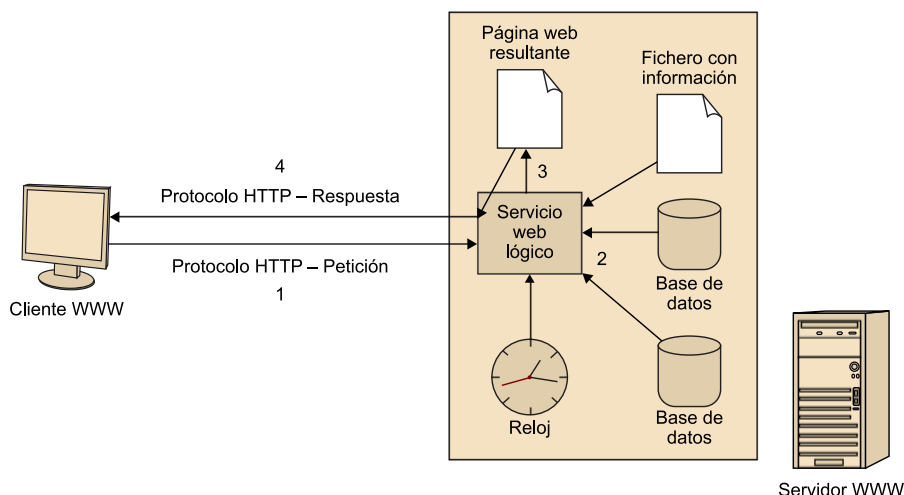 Página web
resultante
Fichero con
información
4
Protocolo HTTP – Respuesta
3
Servicio
web
lógico
Protocolo HTTP – Petición
1
2
Base de
datos
Cliente WWW
Reloj
Base de
datos
Servidor WWW